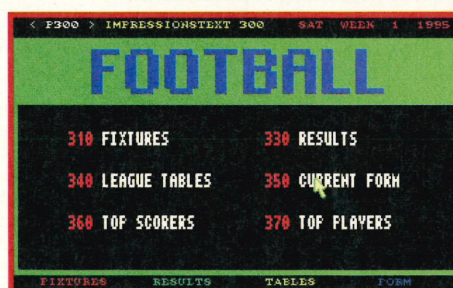 < P300 > IMPRESSIONSTEXT 300 SAT WEEK 1 1995
FOOTBALL
310 FIXTURES 330 RESULTS
340 LEAGUE TABLES 350 CURRENT FORM
360 TOP SCORERS 370 TOP PLAYERS
FIXTURES RESULTS TABLES FORM